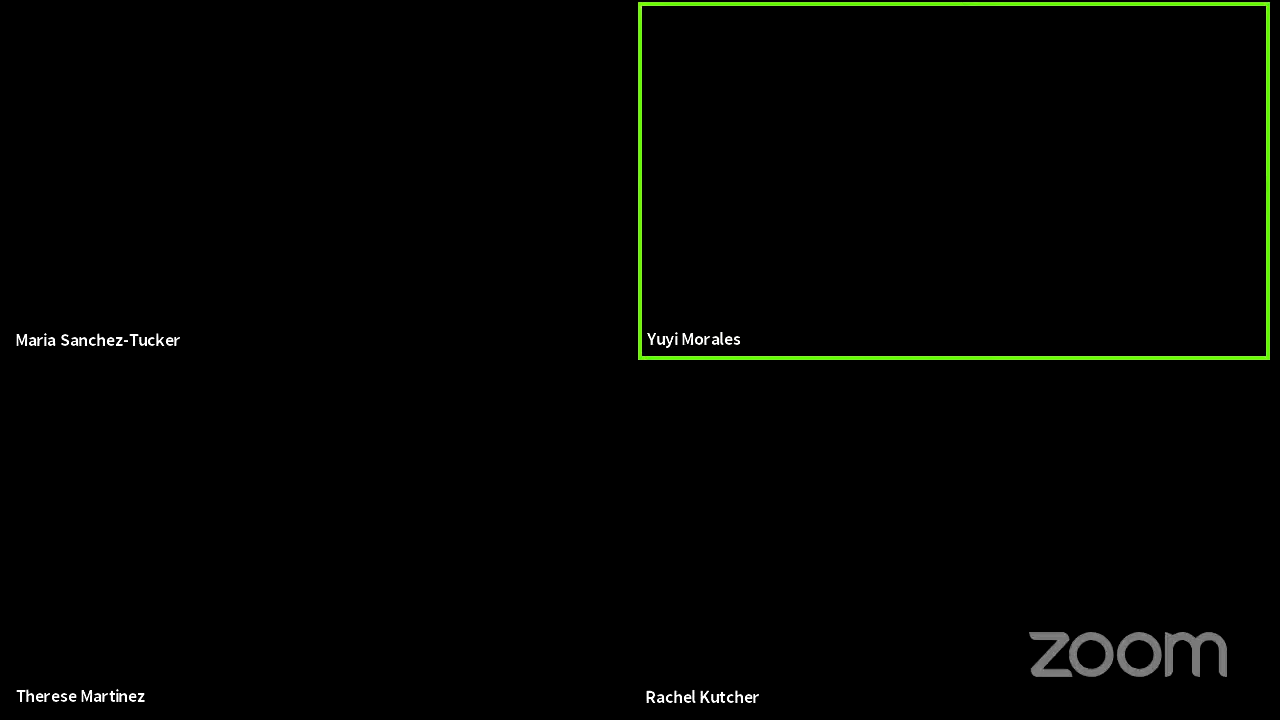 Maria Sanchez-Tucker
Yuyi Morales
Therese Martinez
Rachel Kutcher
zoom